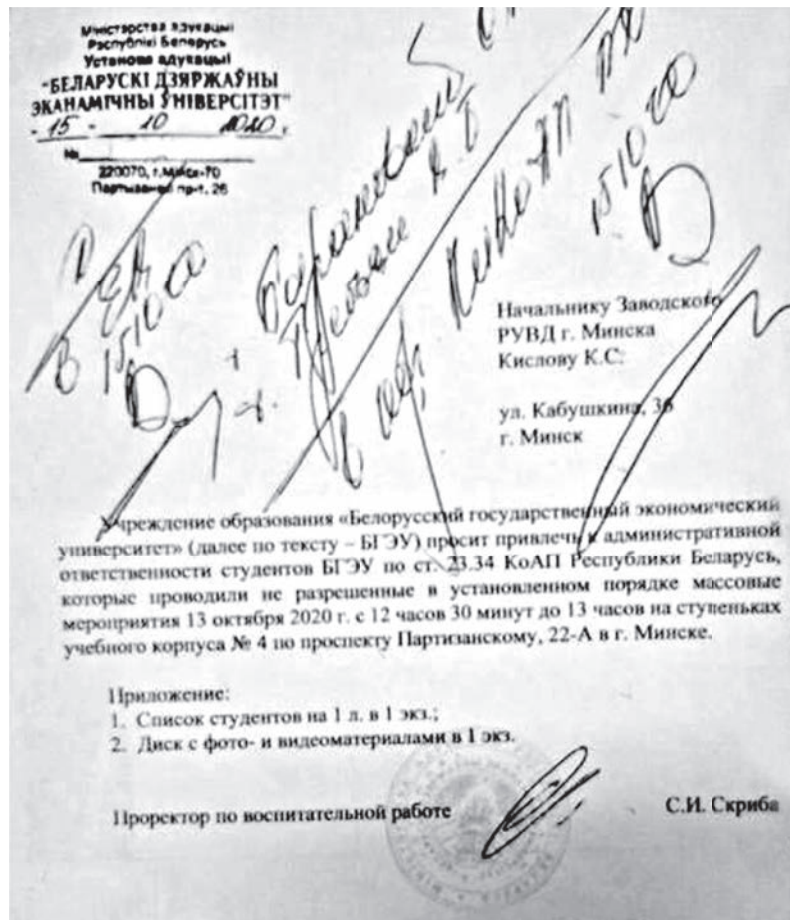 Міністэрства адукацыі
Рэспублікі Беларусь
Установа адукацыі
"БЕЛАРУСКІ ДЗЯРЖАЎНЫ
ЭКАНАМІЧНЫ ЎНІВЕРСІТЭТ"
15 - 10 2020 г.
№
220070, г. Мінск-70
Партызанскі пр-т, 26
15 10 20
15 10 20
Начальнику Заводского
РУВД г. Минска
Кислову К.С.
ул. Кабушкина, 36
г. Минск
Учреждение образования «Белорусский государственный экономический
университет» (далее по тексту – БГЭУ) просит привлечь к административной
ответственности студентов БГЭУ по ст. 23.34 КоАП Республики Беларусь,
которые проводили не разрешенные в установленном порядке массовые
мероприятия 13 октября 2020 г. с 12 часов 30 минут до 13 часов на ступеньках
учебного корпуса № 4 по проспекту Партизанскому, 22-А в г. Минске.
Приложение:
1. Список студентов на 1 л. в 1 экз.;
2. Диск с фото- и видеоматериалами в 1 экз.
Проректор по воспитательной работе
С.И. Скриба